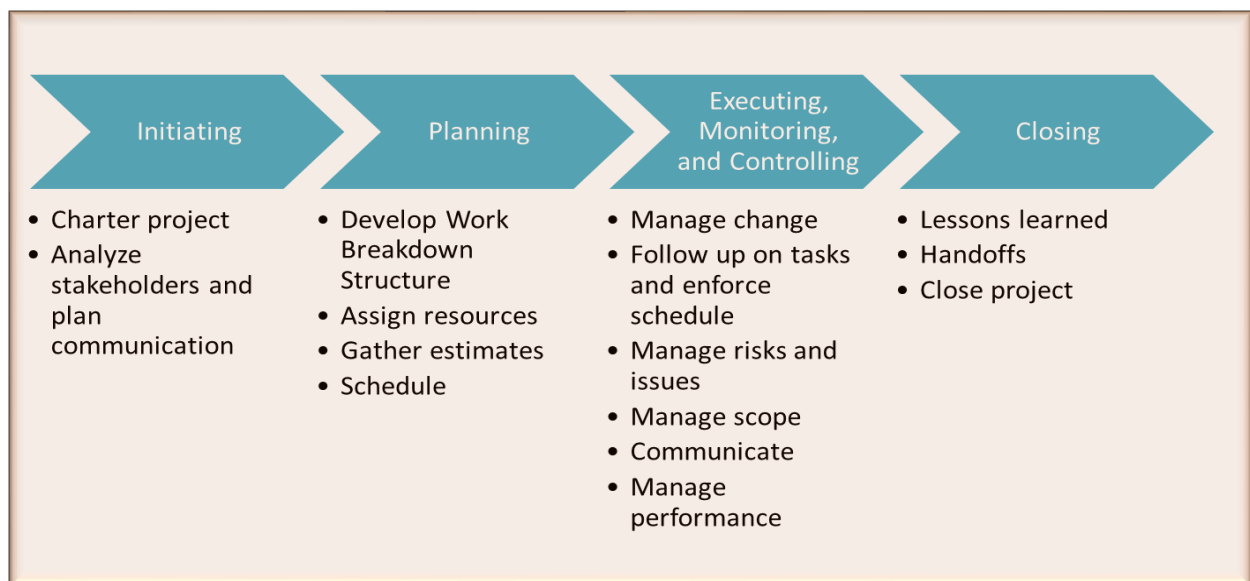 Initiating
Planning
Executing,
Monitoring,
and Controlling
Closing
• Charter project
• Analyze
stakeholders and
plan
communication
• Develop Work
Breakdown
Structure
• Assign resources
• Gather estimates
• Schedule
• Manage change
• Follow up on tasks
and enforce
schedule
• Manage risks and
issues
• Manage scope
• Communicate
• Manage
performance
• Lessons learned
• Handoffs
• Close project